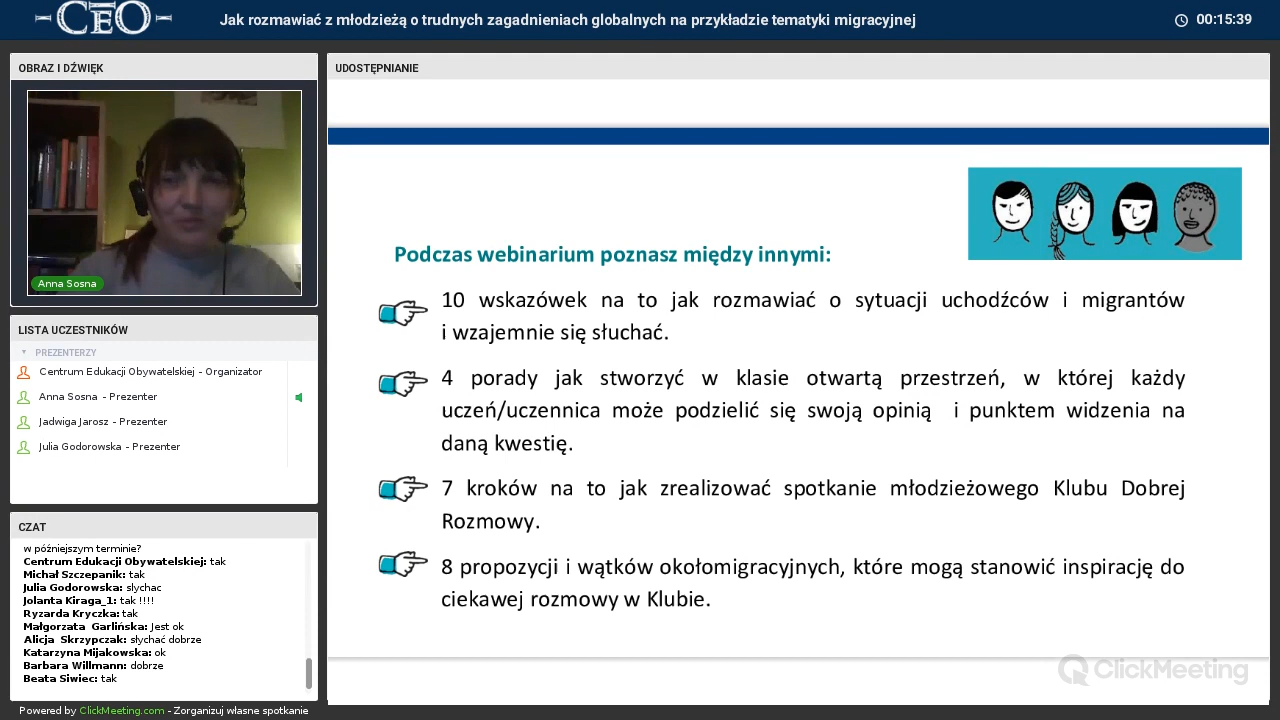 CEO
Jak rozmawiać z młodzieżą o trudnych zagadnieniach globalnych na przykładzie tematyki migracyjnej
00:15:39
OBRAZ I DŹWIĘK
Anna Sosna
LISTA UCZESTNIKÓW
PREZENTERZY
Centrum Edukacji Obywatelskiej - Organizator
Anna Sosna - Prezenter
Jadwiga Jarosz - Prezenter
Julia Godorowska - Prezenter
CZAT
w późniejszym terminie?
Centrum Edukacji Obywatelskiej: tak
Michał Szczepanik: tak
Julia Godorowska: slychac
Jolanta Kiraga_1: tak !!!!
Ryzarda Kryczka: tak
Małgorzata Garlińska: Jest ok
Alicja Skrzypczak: słychać dobrze
Katarzyna Mijakowska: ok
Barbara Willmann: dobrze
Beata Siwiec: tak
Powered by ClickMeeting.com - Zorganizuj własne spotkanie
UDOSTĘPNIANIE
Podczas webinarium poznasz między innymi:
10 wskazówek na to jak rozmawiać o sytuacji uchodźców i migrantów
i wzajemnie się słuchać.
4 porady jak stworzyć w klasie otwartą przestrzeń, w której każdy
uczeń/uczennica może podzielić się swoją opinią i punktem widzenia na
daną kwestię.
7 kroków na to jak zrealizować spotkanie młodzieżowego Klubu Dobrej
Rozmowy.
8 propozycji i wątków okołomigracyjnych, które mogą stanowić inspirację do
ciekawej rozmowy w Klubie.
ClickMeeting